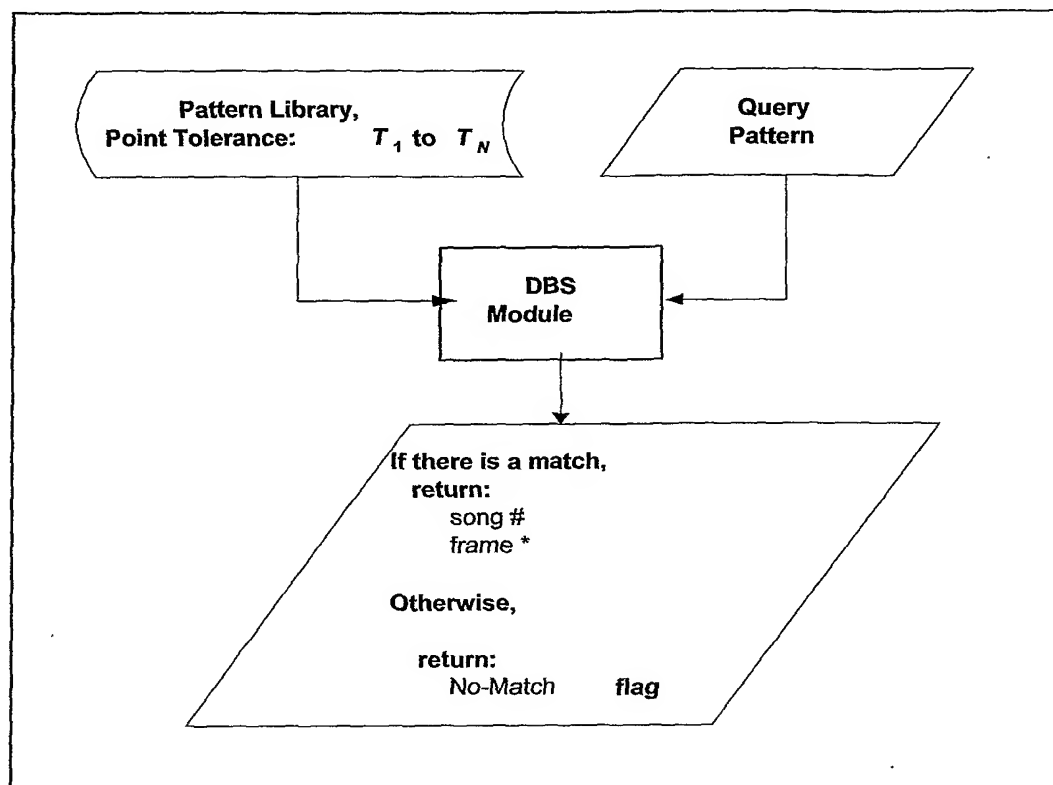 Pattern Library,
Point Tolerance: T1 to TN
Query
Pattern
DBS
Module
If there is a match,
return:
song #
frame *
Otherwise,
return:
No-Match flag